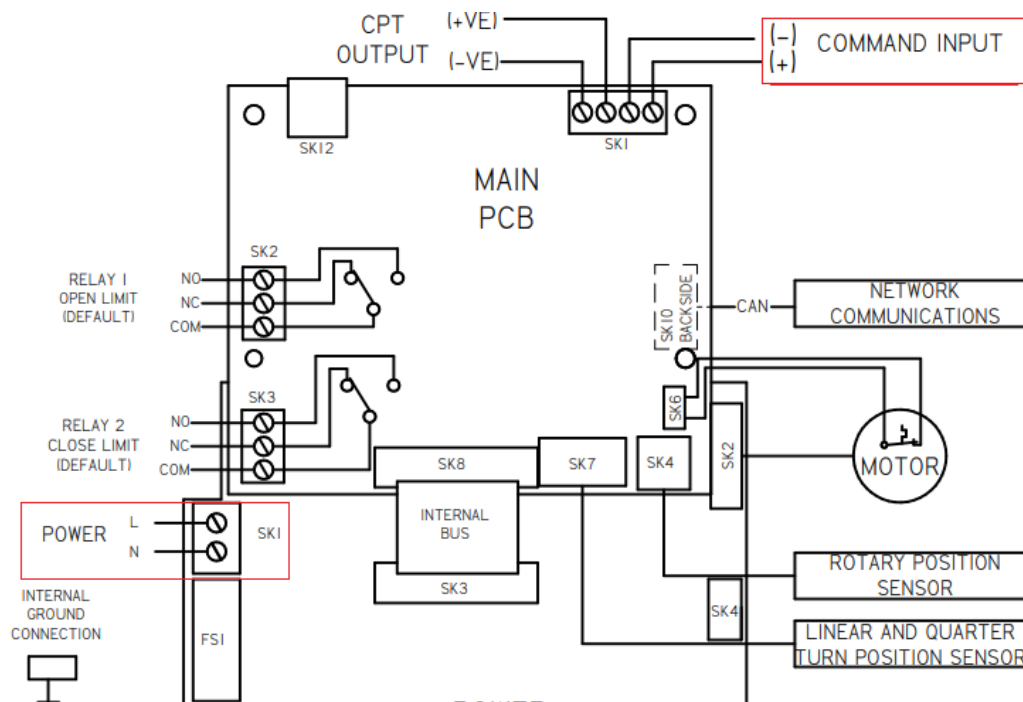 CPT
OUTPUT
(+VE)
(-VE)
(-)
(+)
COMMAND INPUT
SK12
SK1
MAIN
PCB
SK2
RELAY 1
OPEN LIMIT
(DEFAULT)
NO
NC
COM
SK10
BACKSIDE
CAN
NETWORK
COMMUNICATIONS
SK3
RELAY 2
CLOSE LIMIT
(DEFAULT)
NO
NC
COM
SK6
SK8
SK7
SK4
SK2
MOTOR
POWER
L
N
SK1
INTERNAL
BUS
SK3
ROTARY POSITION
SENSOR
INTERNAL
GROUND
CONNECTION
FS1
SK4
LINEAR AND QUARTER
TURN POSITION SENSOR